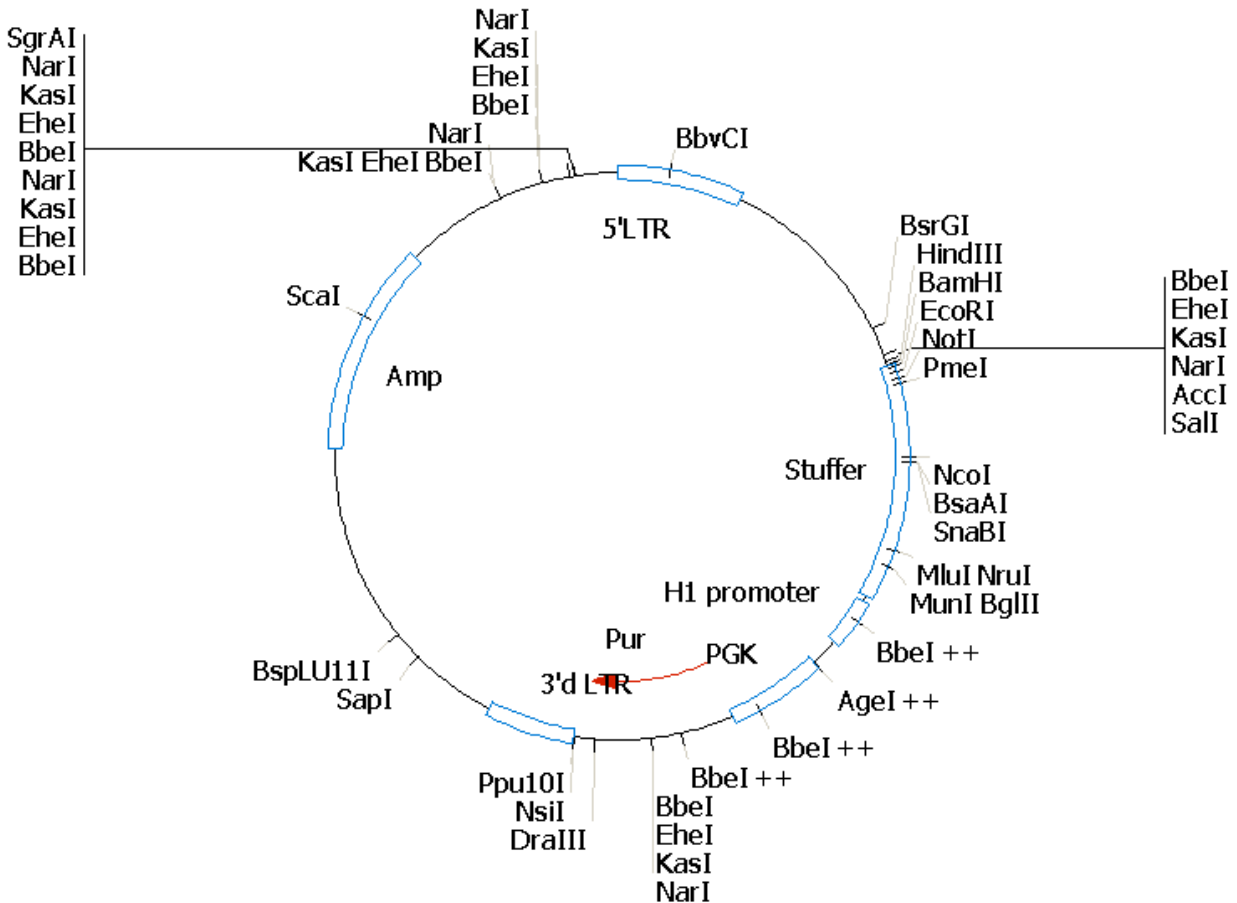 SgrAI
NarI
KasI
EheI
BbeI
NarI
KasI
EheI
BbeI
NarI
KasI
EheI
BbeI
NarI
KasI EheI BbeI
BbvCI
5'LTR
BsrGI
HindIII
BamHI
EcoRI
NotI
PmeI
BbeI
EheI
KasI
NarI
AccI
SalI
ScaI
Amp
Stuffer
NcoI
BsaAI
SnaBI
MluI NruI
MunI BglII
H1 promoter
BbeI ++
Pur
PGK
3'd LTR
AgeI ++
BbeI ++
BbeI ++
BspLU11I
SapI
Ppu10I
NsiI
DraIII
BbeI
EheI
KasI
NarI